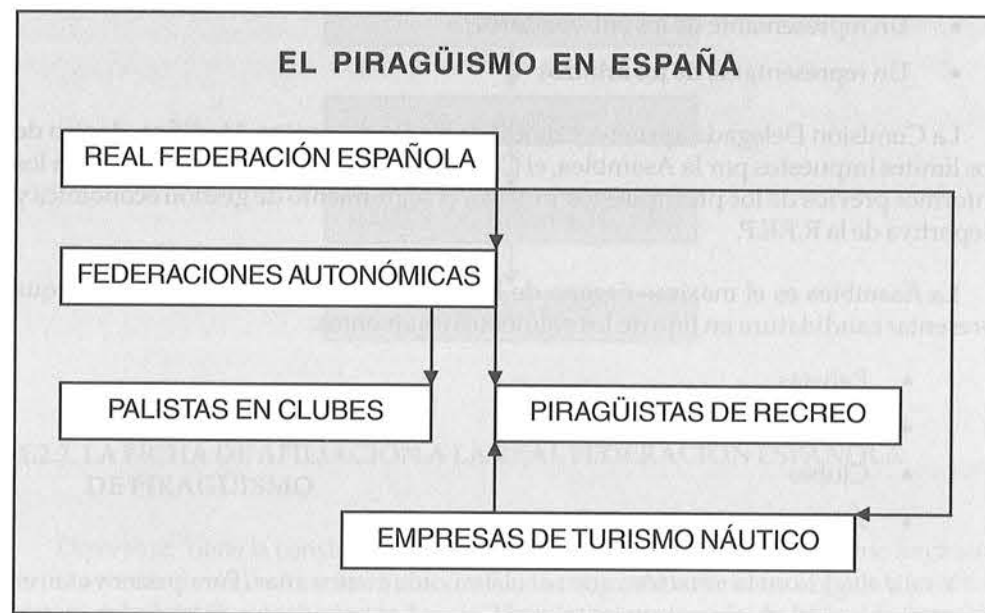 EL PIRAGÜISMO EN ESPAÑA
REAL FEDERACIÓN ESPAÑOLA
FEDERACIONES AUTONÓMICAS
PALISTAS EN CLUBES
PIRAGÜISTAS DE RECREO
EMPRESAS DE TURISMO NÁUTICO